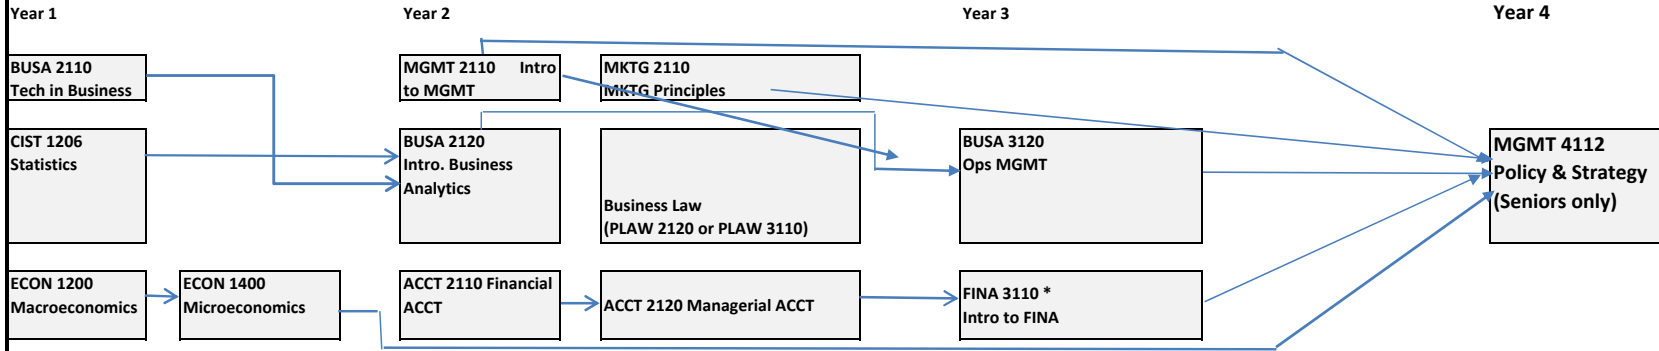 Year 1
Year 2
Year 3
Year 4
BUSA 2110
Tech in Business
MGMT 2110 Intro
to MGMT
MKTG 2110
MKTG Principles
CIST 1206
Statistics
BUSA 2120
Intro. Business
Analytics
Business Law
(PLAW 2120 or PLAW 3110)
BUSA 3120
Ops MGMT
MGMT 4112
Policy & Strategy
(Seniors only)
ECON 1200
Macroeconomics
ECON 1400
Microeconomics
ACCT 2110 Financial
ACCT
ACCT 2120 Managerial ACCT
FINA 3110 *
Intro to FINA